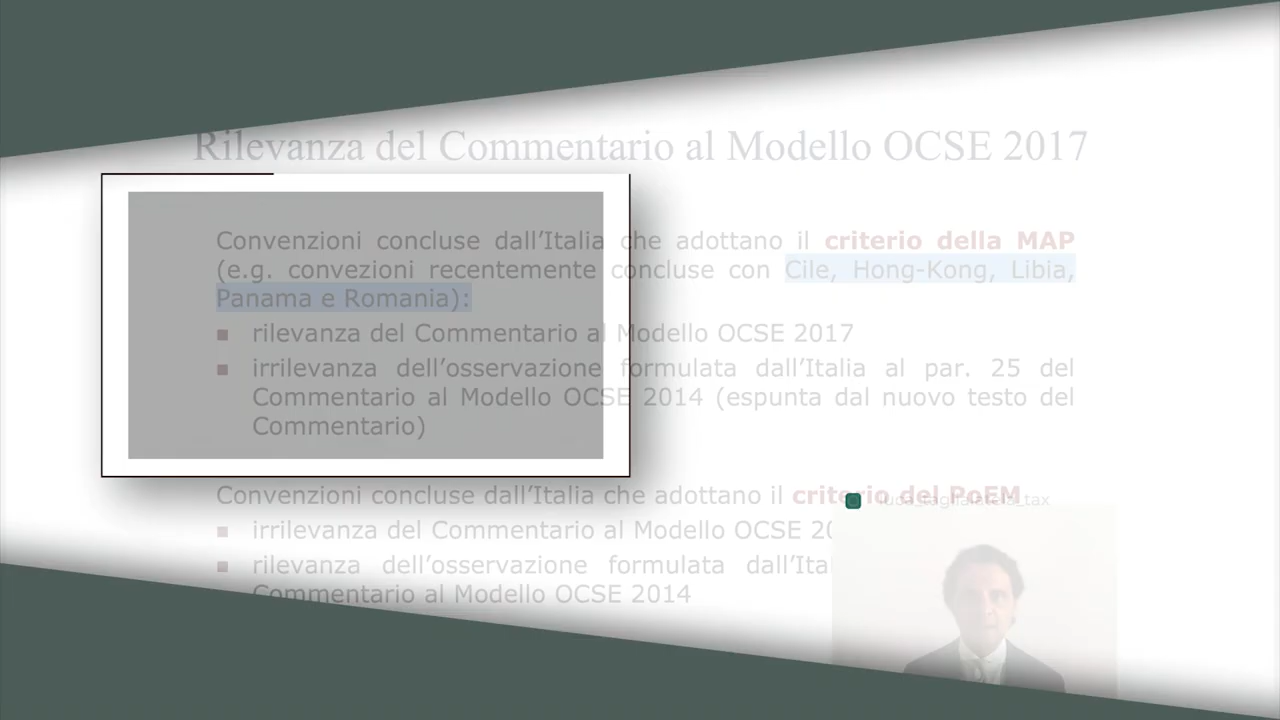 Rilevanza del Commentario al Modello OCSE 2017
Convenzioni concluse dall'Italia che adottano il criterio della MAP
(e.g. convezioni recentemente concluse con Cile, Hong-Kong, Libia,
Panama e Romania):
▪ rilevanza del Commentario al Modello OCSE 2017
▪ irrilevanza dell'osservazione formulata dall'Italia al par. 25 del
Commentario al Modello OCSE 2014 (espunta dal nuovo testo del
Commentario)
Convenzioni concluse dall'Italia che adottano il criterio del PoEM
▪ irrilevanza del Commentario al Modello OCSE
▪ rilevanza dell'osservazione formulata
Commentario al Modello OCSE 2014